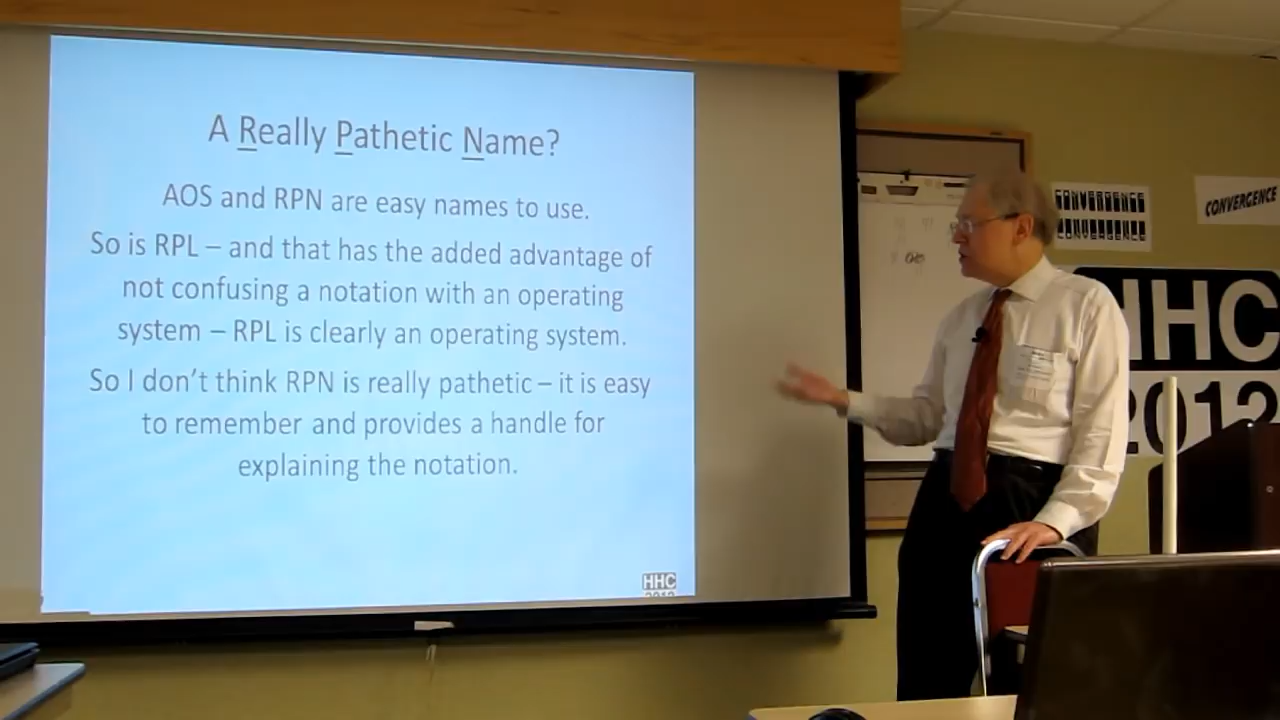 A Really Pathetic Name?
AOS and RPN are easy names to use.
So is RPL – and that has the added advantage of
not confusing a notation with an operating
system – RPL is clearly an operating system.
So I don't think RPN is really pathetic – it is easy
to remember and provides a handle for
explaining the notation.
HHC
2012
CONVERGENCE
CONVERGENCE
CONVERGENCE
HHC
2012